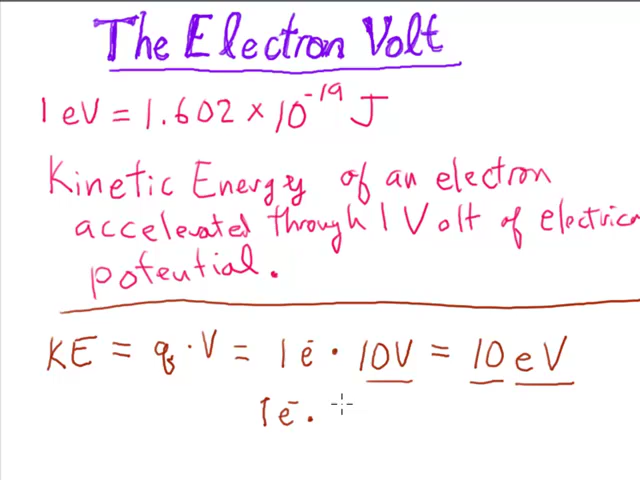 The Electron Volt
1 eV = 1.602 × 10⁻¹⁹ J
Kinetic Energy of an electron
accelerated through 1 Volt of electrica
potential.
KE = q · V = 1 e⁻ · 10V = 10 eV
1 e⁻ ·